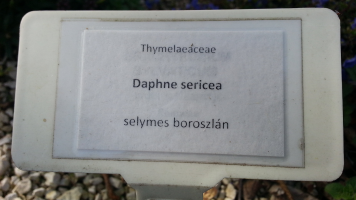 Thymelaeaceae
Daphne sericea
selymes boroszlán